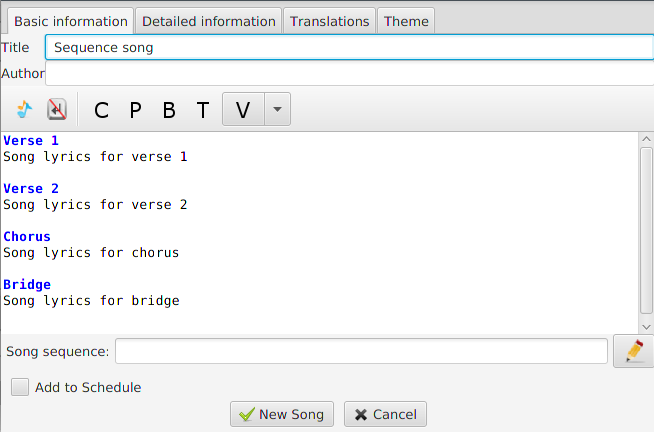 Basic information Detailed information Translations Theme
Title Sequence song
Author
C P B T V
Verse 1
Song lyrics for verse 1
Verse 2
Song lyrics for verse 2
Chorus
Song lyrics for chorus
Bridge
Song lyrics for bridge
Song sequence:
Add to Schedule
New Song Cancel